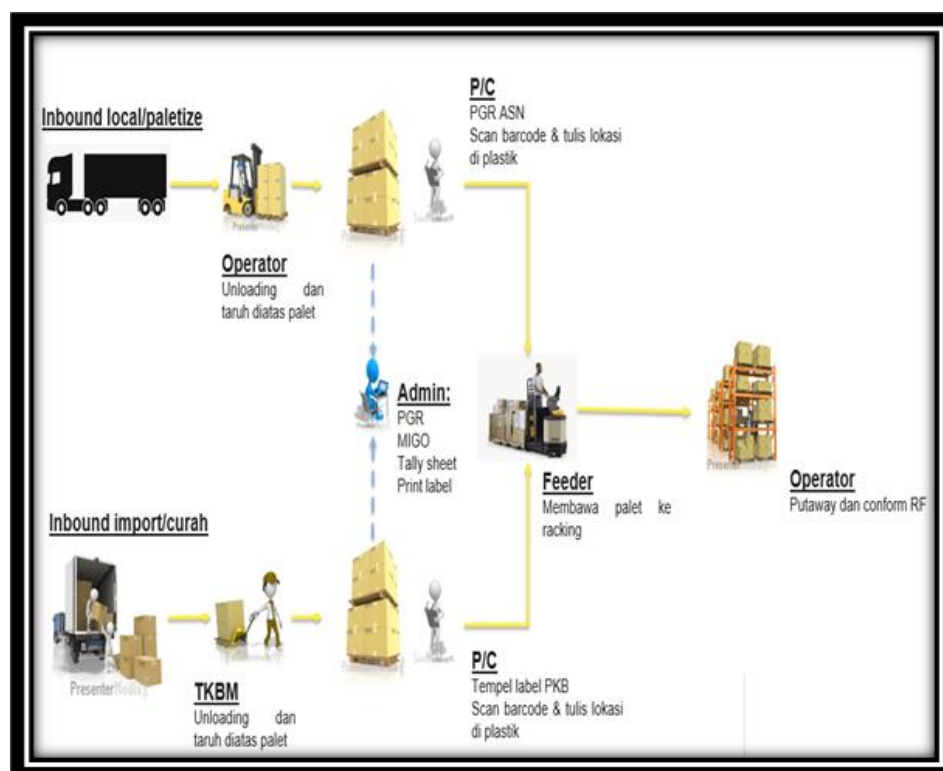 P/C
PGR ASN
Scan barcode & tulis lokasi
di plastik
Inbound local/paletize
Operator
Unloading dan
taruh diatas palet
Admin:
PGR
MIGO
Tally sheet
Print label
Feeder
Membawa palet ke
racking
Operator
Putaway dan conform RF
Inbound import/curah
PresenterMedia
TKBM
Unloading dan
taruh diatas palet
P/C
Tempel label PKB
Scan barcode & tulis lokasi
di plastik